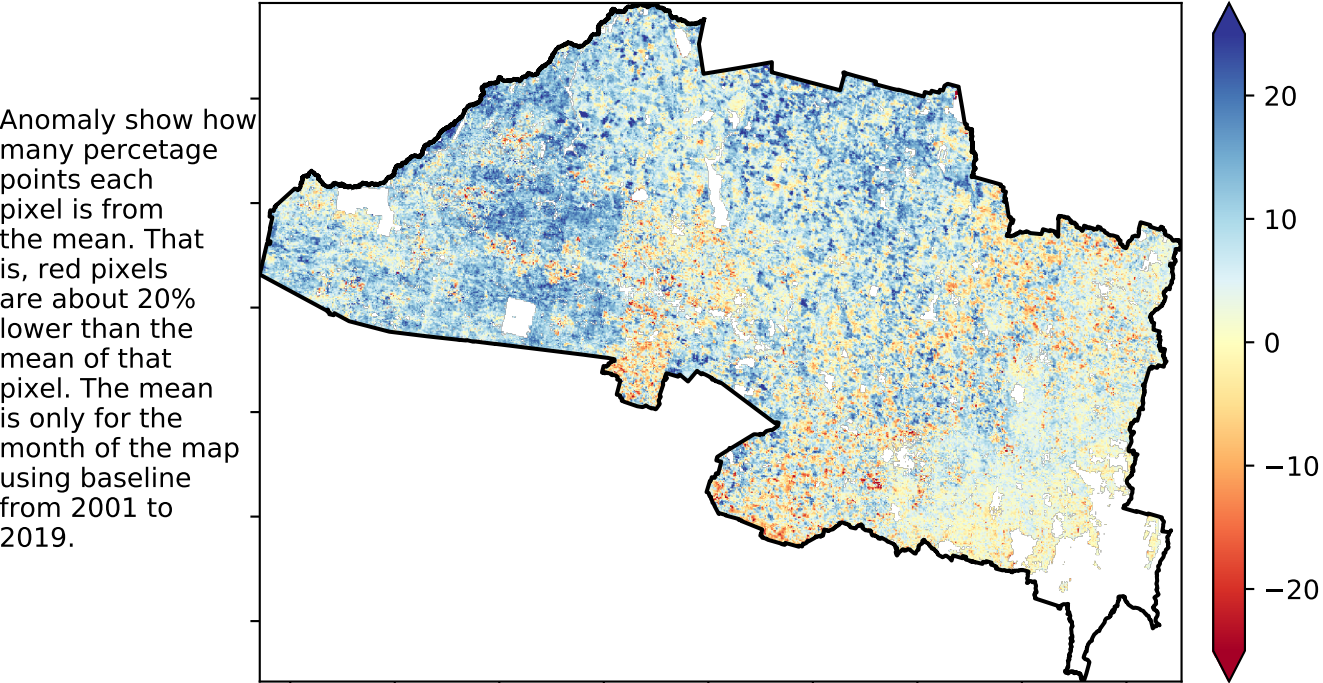 Anomaly show how
many percetage
points each
pixel is from
the mean. That
is, red pixels
are about 20%
lower than the
mean of that
pixel. The mean
is only for the
month of the map
using baseline
from 2001 to
2019.
20
10
0
−10
−20